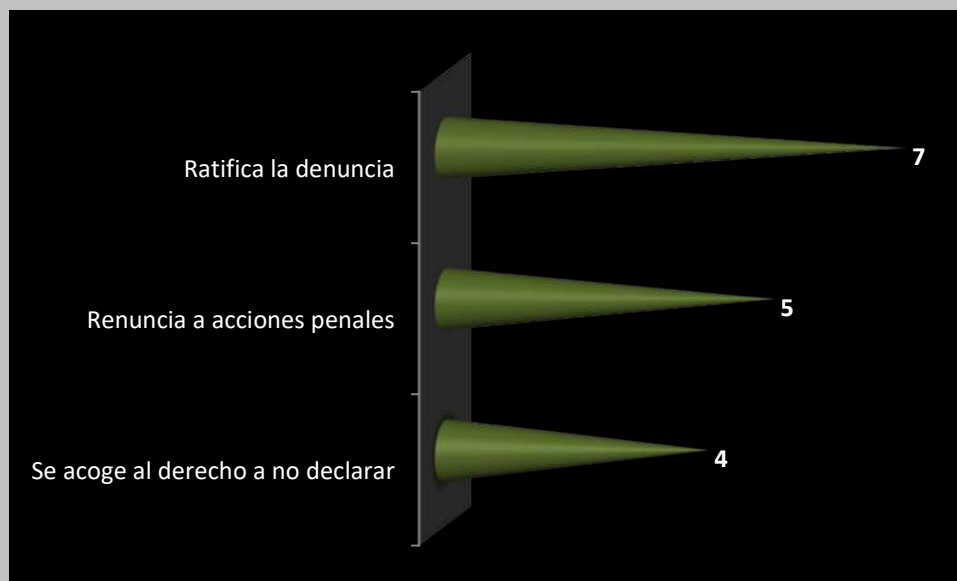 Ratifica la denuncia
7
Renuncia a acciones penales
5
Se acoge al derecho a no declarar
4